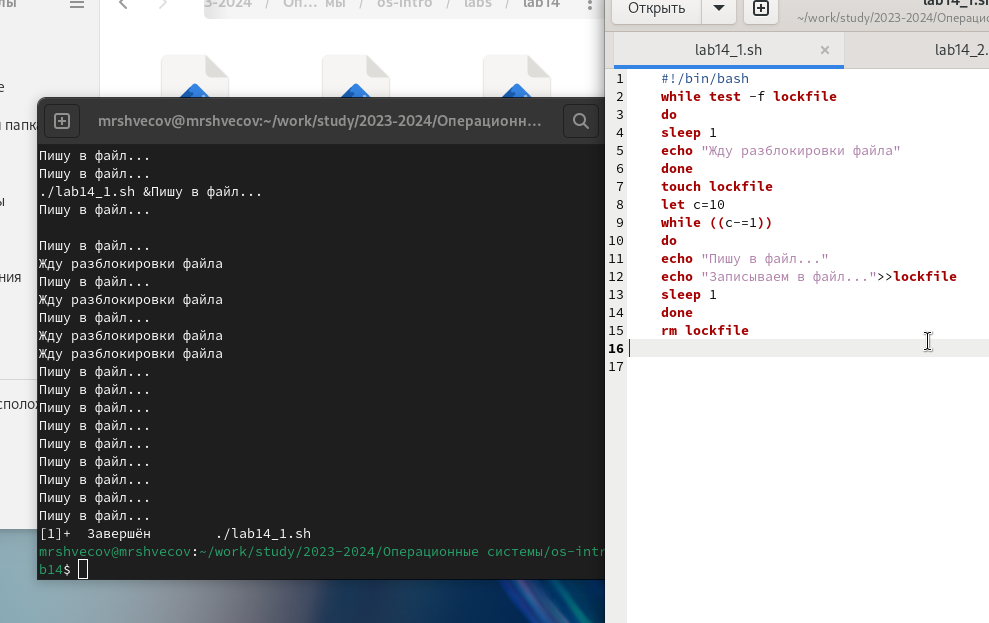 3-2024 / Оп… мы / os-intro / labs / lab14
Открыть
lab14_1.sh
~/work/study/2023-2024/Операцио
lab14_1.sh ×
lab14_2.
mrshvecov@mrshvecov:~/work/study/2023-2024/Операционн…
Пишу в файл...
Пишу в файл...
./lab14_1.sh &Пишу в файл...
Пишу в файл...
Пишу в файл...
Жду разблокировки файла
Пишу в файл...
Жду разблокировки файла
Пишу в файл...
Жду разблокировки файла
Жду разблокировки файла
Пишу в файл...
Пишу в файл...
Пишу в файл...
Пишу в файл...
Пишу в файл...
Пишу в файл...
Пишу в файл...
Пишу в файл...
Пишу в файл...
[1]+ Завершён ./lab14_1.sh
mrshvecov@mrshvecov:~/work/study/2023-2024/Операционные системы/os-intr
b14$
1 #!/bin/bash
2 while test -f lockfile
3 do
4 sleep 1
5 echo "Жду разблокировки файла"
6 done
7 touch lockfile
8 let c=10
9 while ((c-=1))
10 do
11 echo "Пишу в файл..."
12 echo "Записываем в файл...">>lockfile
13 sleep 1
14 done
15 rm lockfile
16
17